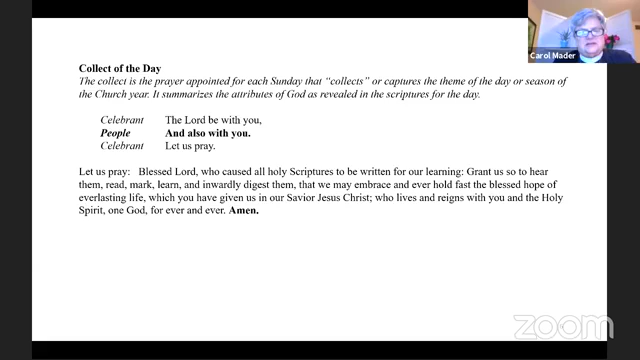 Carol Mader
Collect of the Day
The collect is the prayer appointed for each Sunday that “collects” or captures the theme of the day or season of
the Church year. It summarizes the attributes of God as revealed in the scriptures for the day.
Celebrant The Lord be with you,
People And also with you.
Celebrant Let us pray.
Let us pray: Blessed Lord, who caused all holy Scriptures to be written for our learning: Grant us so to hear
them, read, mark, learn, and inwardly digest them, that we may embrace and ever hold fast the blessed hope of
everlasting life, which you have given us in our Savior Jesus Christ; who lives and reigns with you and the Holy
Spirit, one God, for ever and ever. Amen.
zoom